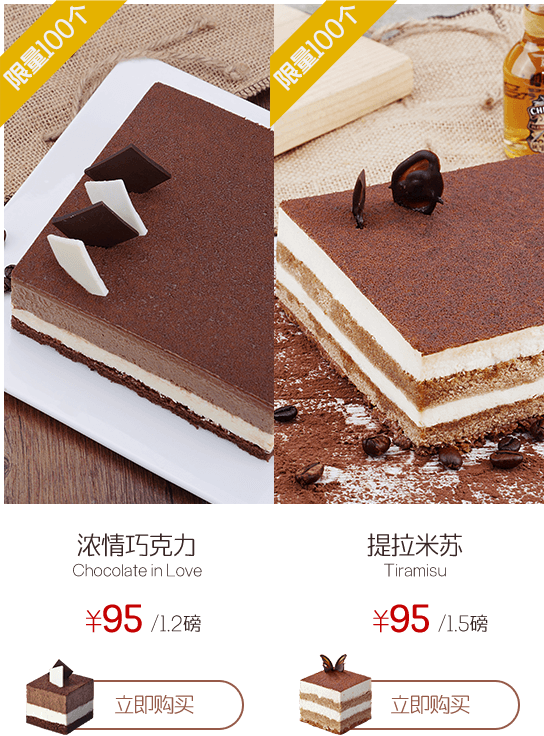 限量100个
限量100个
浓情巧克力
Chocolate in Love
¥95 /1.2磅
立即购买
提拉米苏
Tiramisu
¥95 /1.5磅
立即购买